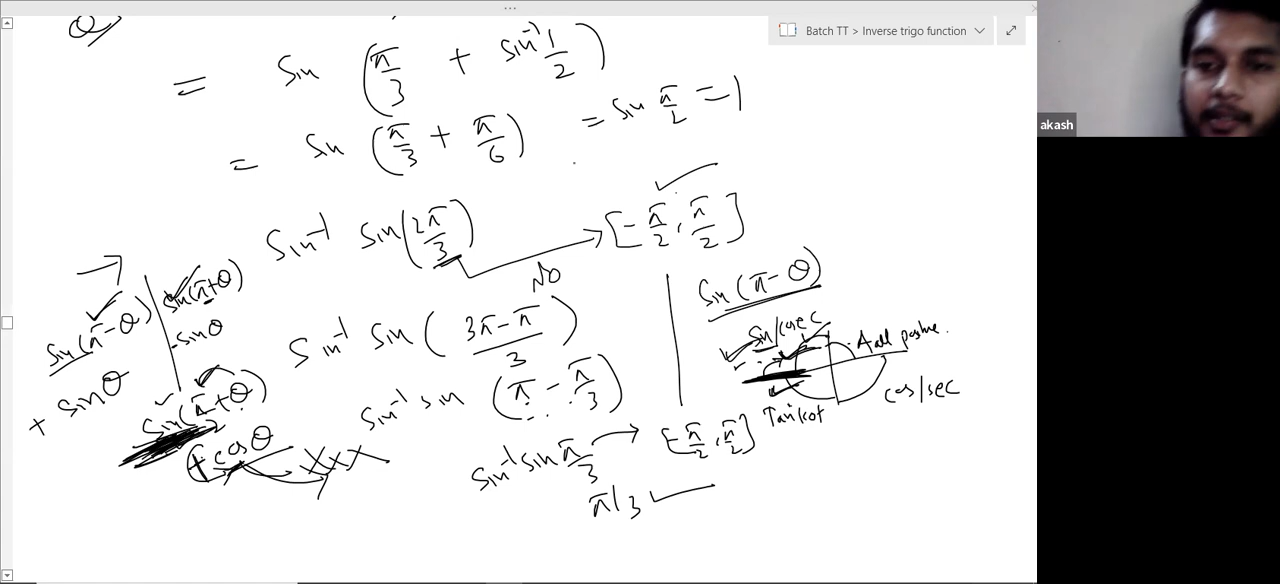 Batch TT > Inverse trigo function
akash
= Sin (π/3 + sin⁻¹ 1/2)
= Sin (π/3 + π/6) = sin π/2 = 1
Sin⁻¹ sin(2π/3) → [-π/2, π/2]
NO
sin(π-θ)
+ sinθ
sin(π+θ)
-sinθ
sin(π/2+θ)
+cosθ
XXX
Sin⁻¹ sin (3π-π/3)
sin⁻¹ sin (π - π/3)
sin⁻¹ sin π/3 → [-π/2, π/2]
π/3
Sin (π-θ)
Sin/cosec
A all positive.
Tan/cot
cos/sec